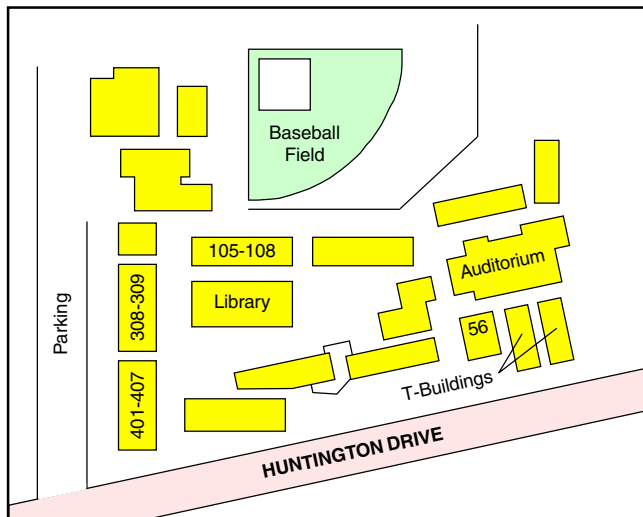 Baseball
Field
105-108
Auditorium
308-309
Library
Parking
56
T-Buildings
401-407
HUNTINGTON DRIVE